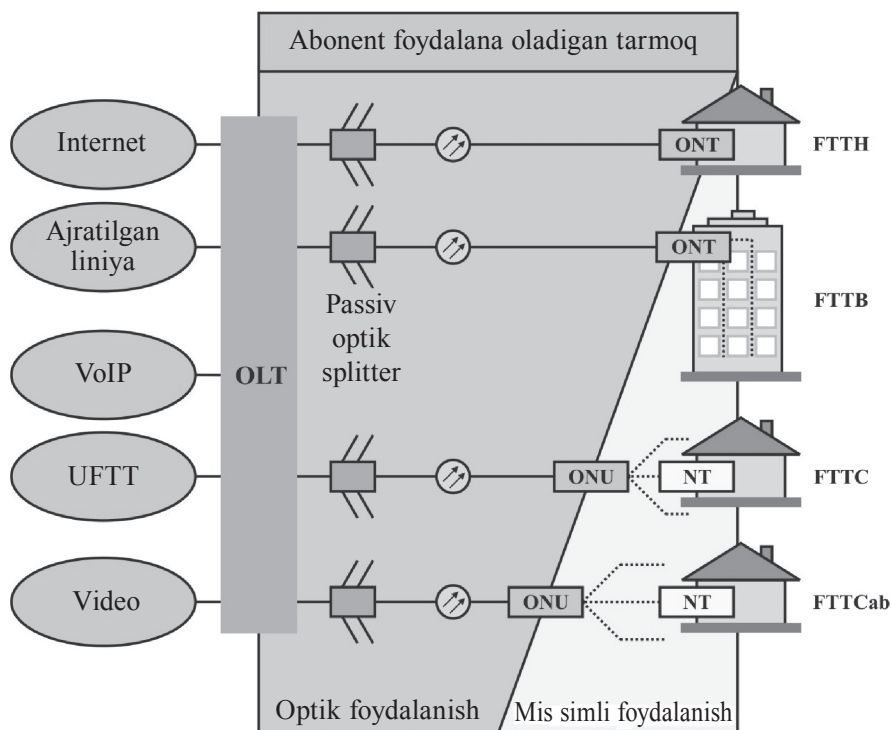 Abonent foydalana oladigan tarmoq
Internet
ONT
FTTH
Ajratilgan
liniya
ONT
FTTB
Passiv
optik
splitter
VoIP
OLT
UFTT
ONU
NT
FTTC
Video
ONU
NT
FTTCab
Optik foydalanish
Mis simli foydalanish